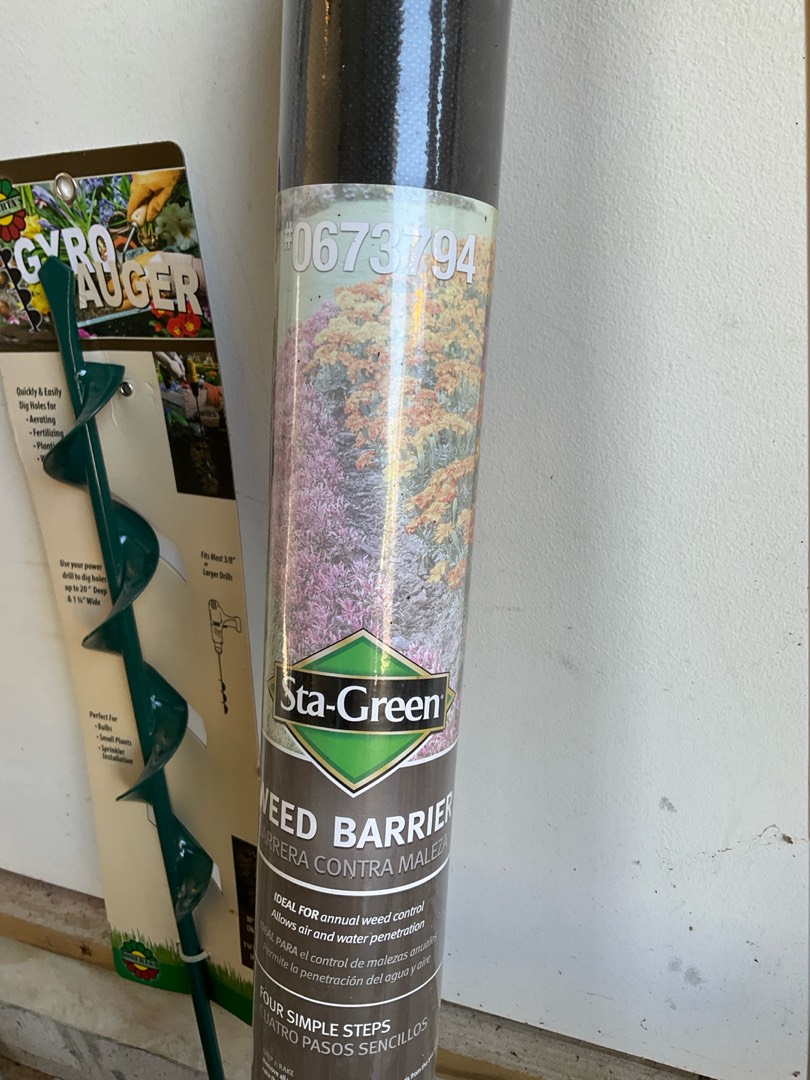 GYRO
AUGER
Quickly & Easily
Dig Holes for
• Aerating
• Fertilizing
Use your power
drill to dig holes
up to 20" Deep
& 1 ¾" Wide
Fits Most 3/8"
or
Larger Drills
Perfect For
• Bulbs
• Small Plants
• Sprinkler
Installation
#0673794
Sta-Green
WEED BARRIER
BARRERA CONTRA MALEZA
IDEAL FOR annual weed control
Allows air and water penetration
IDEAL PARA el control de malezas anuales
Permite la penetración del agua y aire
FOUR SIMPLE STEPS
CUATRO PASOS SENCILLOS